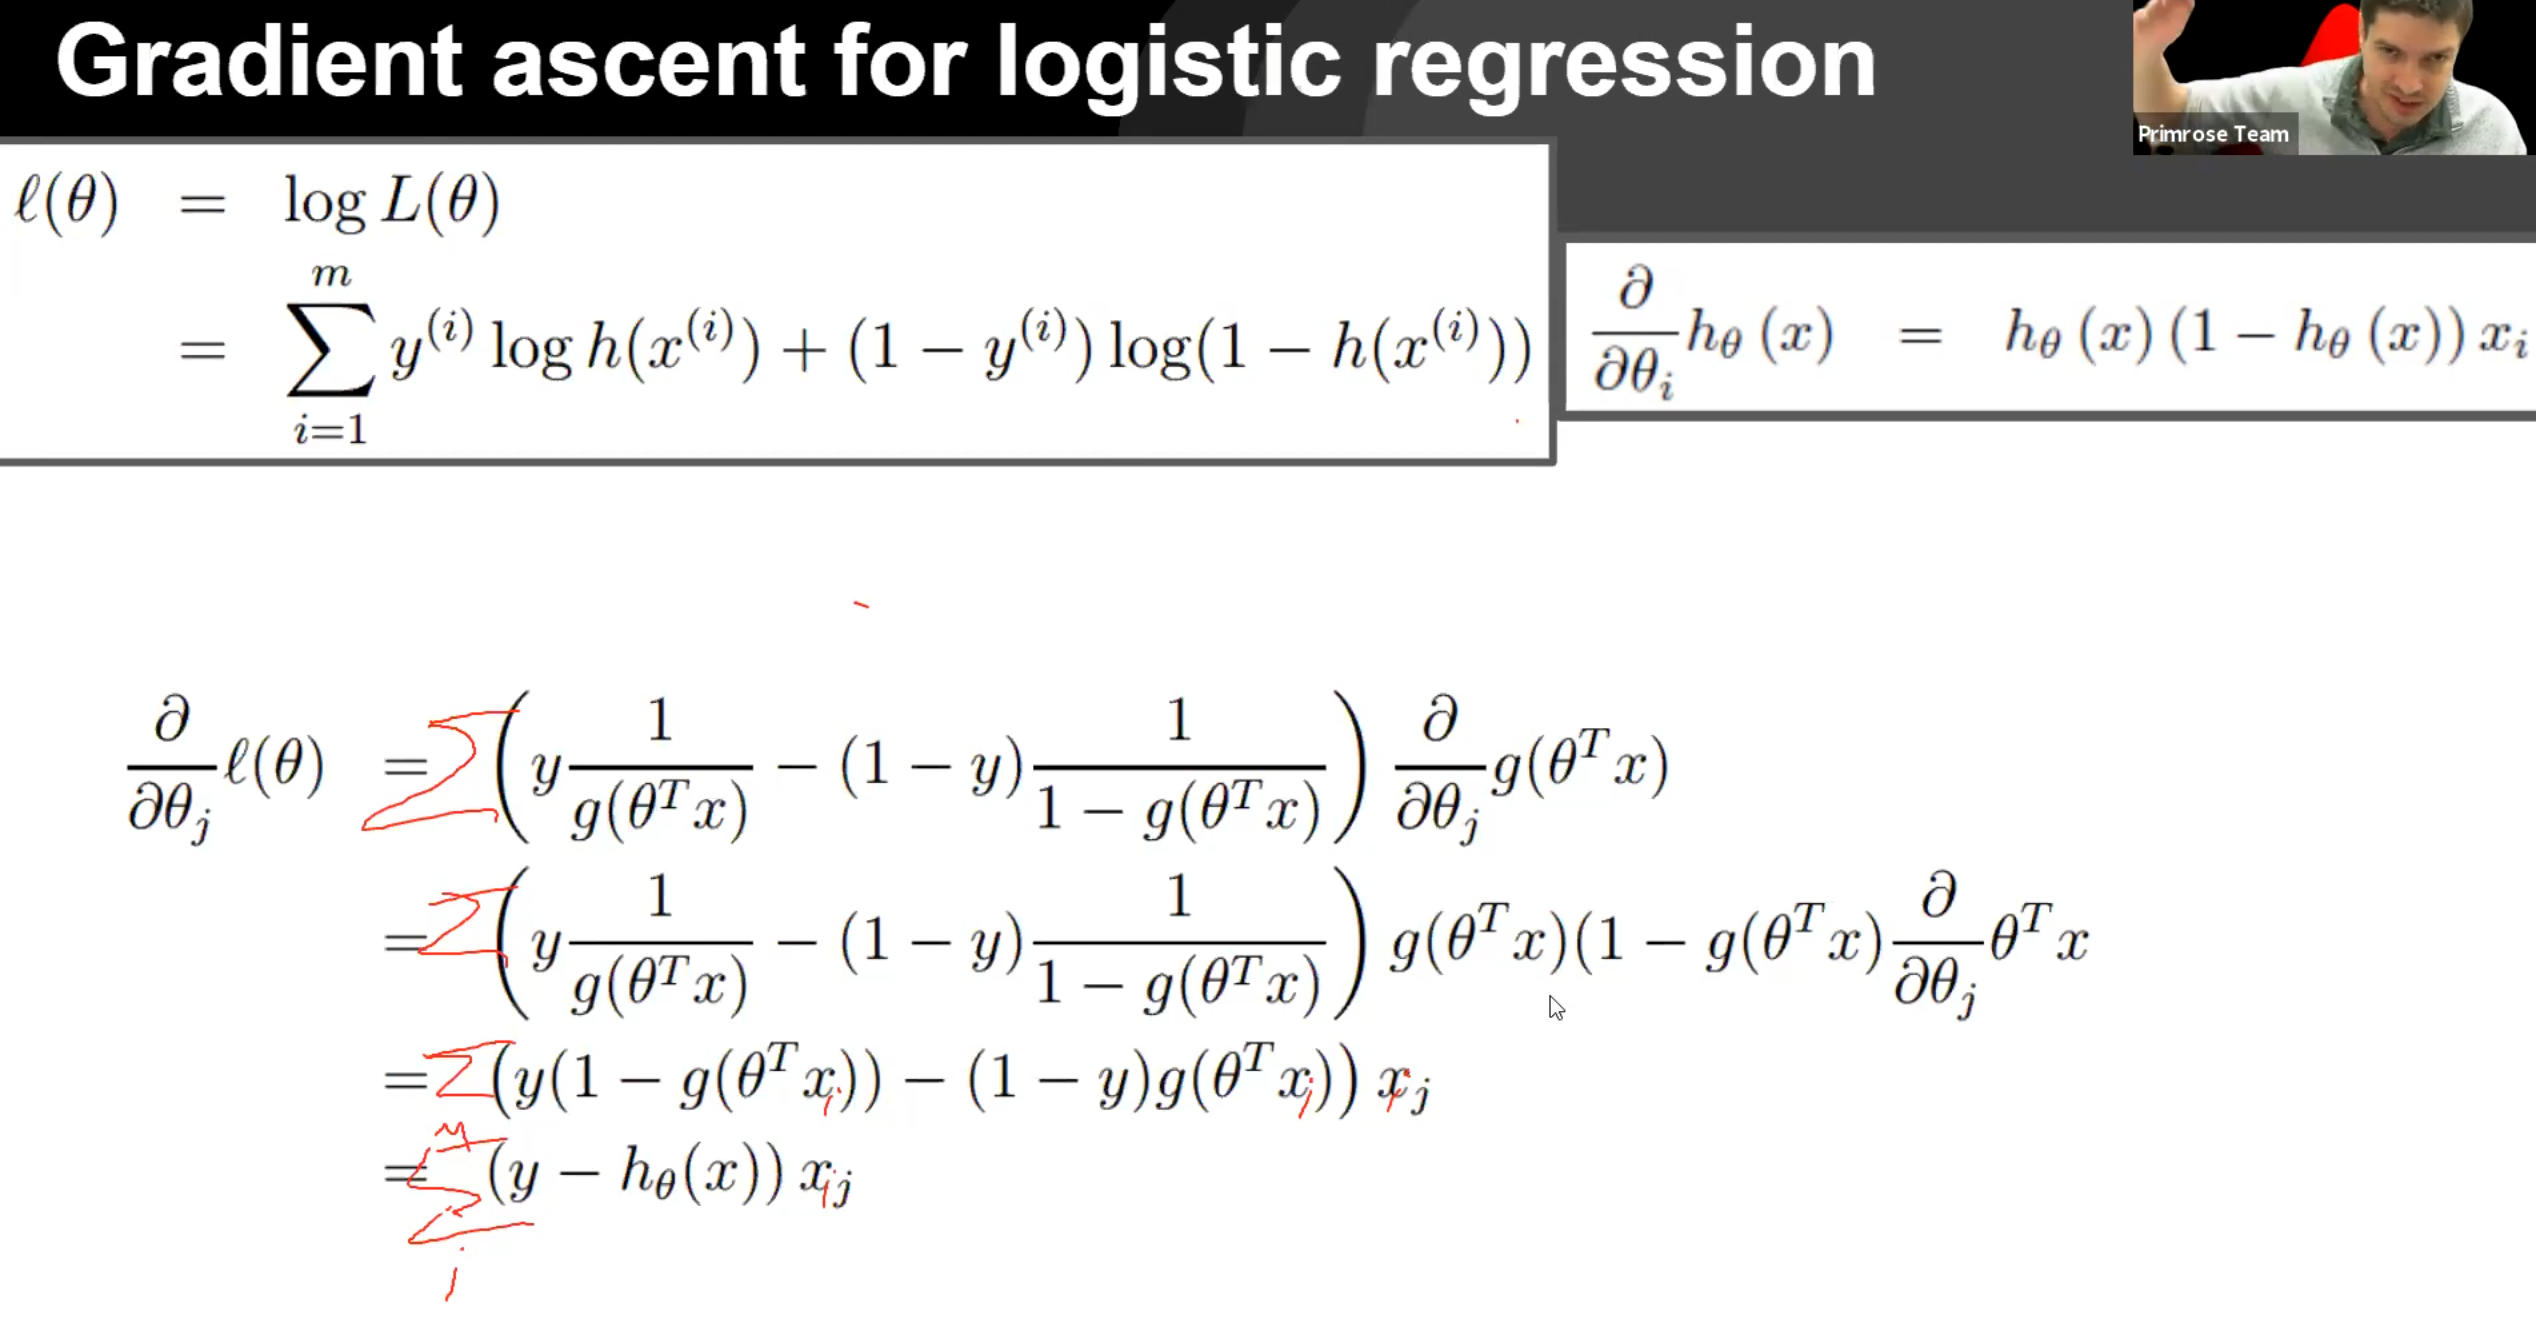 Gradient ascent for logistic regression
Primrose Team
ℓ(θ) = log L(θ)
= ∑_{i=1}^{m} y^{(i)} log h(x^{(i)}) + (1 − y^{(i)}) log(1 − h(x^{(i)}))
∂/∂θ_i h_θ (x) = h_θ (x) (1 − h_θ (x)) x_i
∂/∂θ_j ℓ(θ) = ∑ ( y 1/g(θ^T x) − (1 − y) 1/(1 − g(θ^T x)) ) ∂/∂θ_j g(θ^T x)
= ∑ ( y 1/g(θ^T x) − (1 − y) 1/(1 − g(θ^T x)) ) g(θ^T x)(1 − g(θ^T x) ∂/∂θ_j θ^T x
= ∑ (y(1 − g(θ^T x_i)) − (1 − y)g(θ^T x_i)) x_{ij}
= ∑_{i}^{m} (y − h_θ(x)) x_{ij}